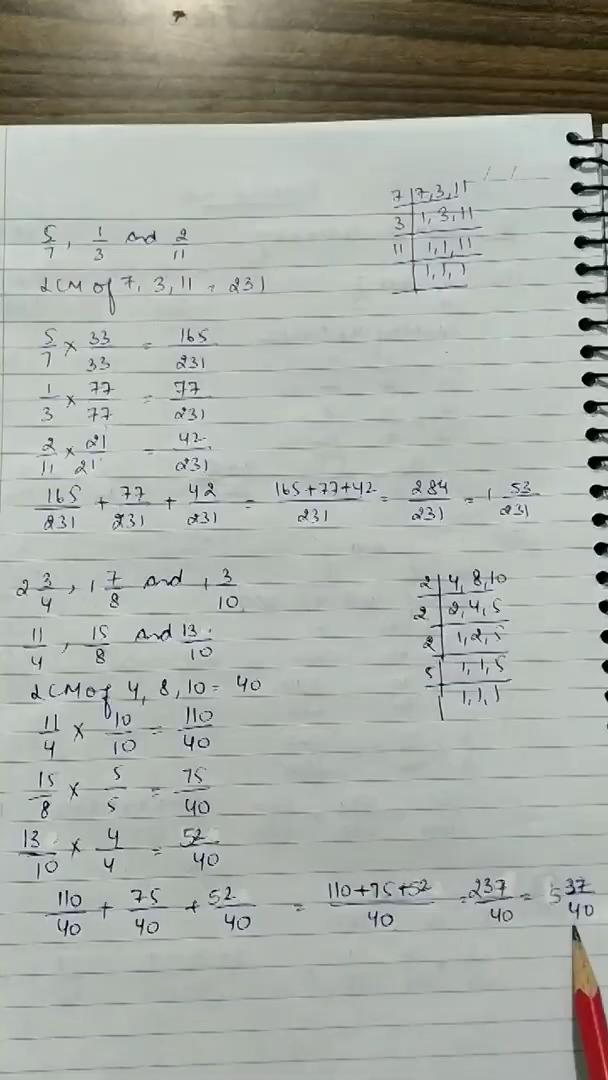 7 | 7, 3, 11
3 | 1, 3, 11
11 | 1, 1, 11
1, 1, 1
5/7, 1/3 and 2/11
LCM of 7, 3, 11 = 231
5/7 × 33/33 = 165/231
1/3 × 77/77 = 77/231
2/11 × 21/21 = 42/231
165/231 + 77/231 + 42/231 = 165+77+42/231 = 284/231 = 1 53/231
2 3/4, 1 7/8 and 1 3/10
11/4, 15/8 and 13/10
2 | 4, 8, 10
2 | 2, 4, 5
2 | 1, 2, 5
5 | 1, 1, 5
1, 1, 1
LCM of 4, 8, 10 = 40
11/4 × 10/10 = 110/40
15/8 × 5/5 = 75/40
13/10 × 4/4 = 52/40
110/40 + 75/40 + 52/40 = 110+75+52/40 = 237/40 = 5 37/40